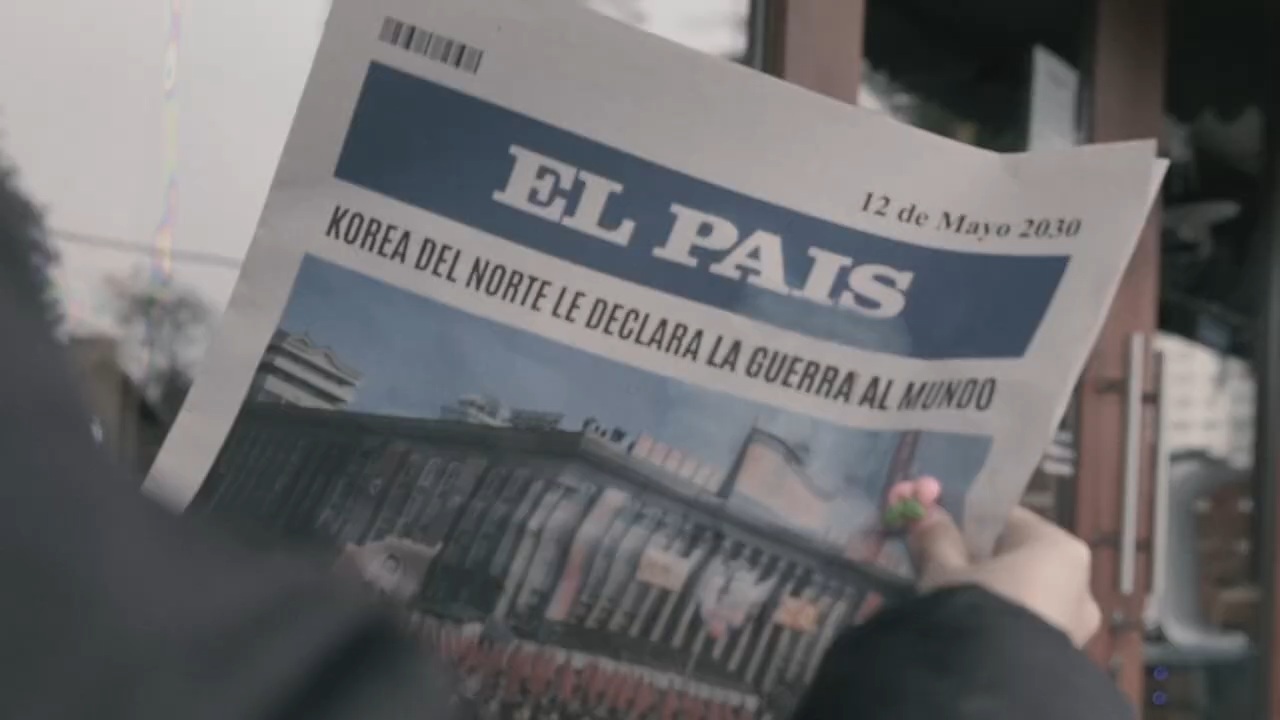 12 de Mayo 2030
EL PAIS
KOREA DEL NORTE LE DECLARA LA GUERRA AL MUNDO